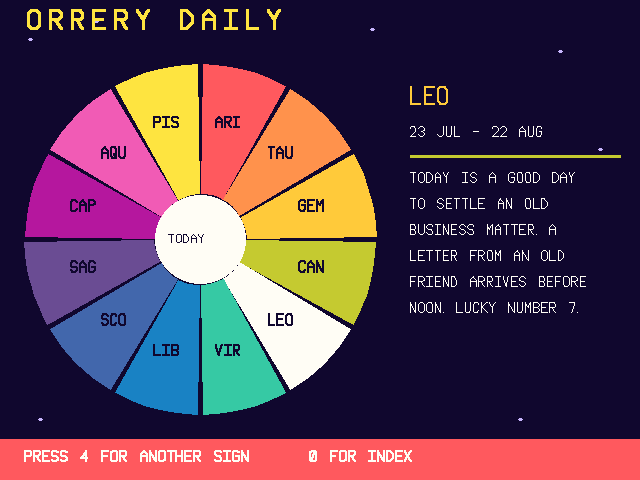 ORRERY DAILY
PIS
ARI
AQU
TAU
CAP
GEM
TODAY
SAG
CAN
SCO
LEO
LIB
VIR
LEO
23 JUL - 22 AUG
TODAY IS A GOOD DAY
TO SETTLE AN OLD
BUSINESS MATTER. A
LETTER FROM AN OLD
FRIEND ARRIVES BEFORE
NOON. LUCKY NUMBER 7.
PRESS 4 FOR ANOTHER SIGN
0 FOR INDEX